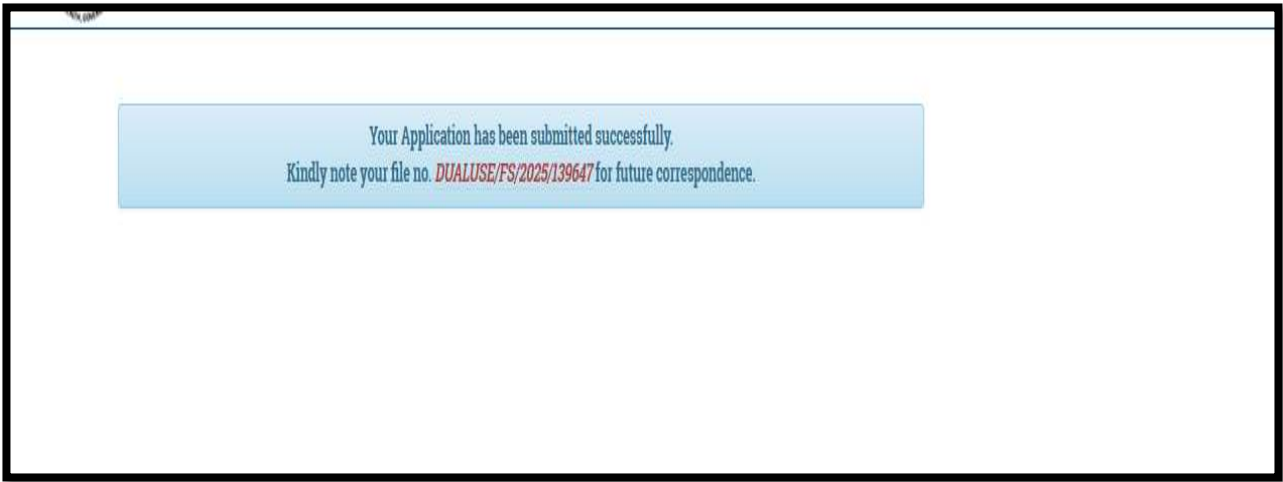 Your Application has been submitted successfully.
Kindly note your file no. DUALUSE/FS/2025/139647 for future correspondence.